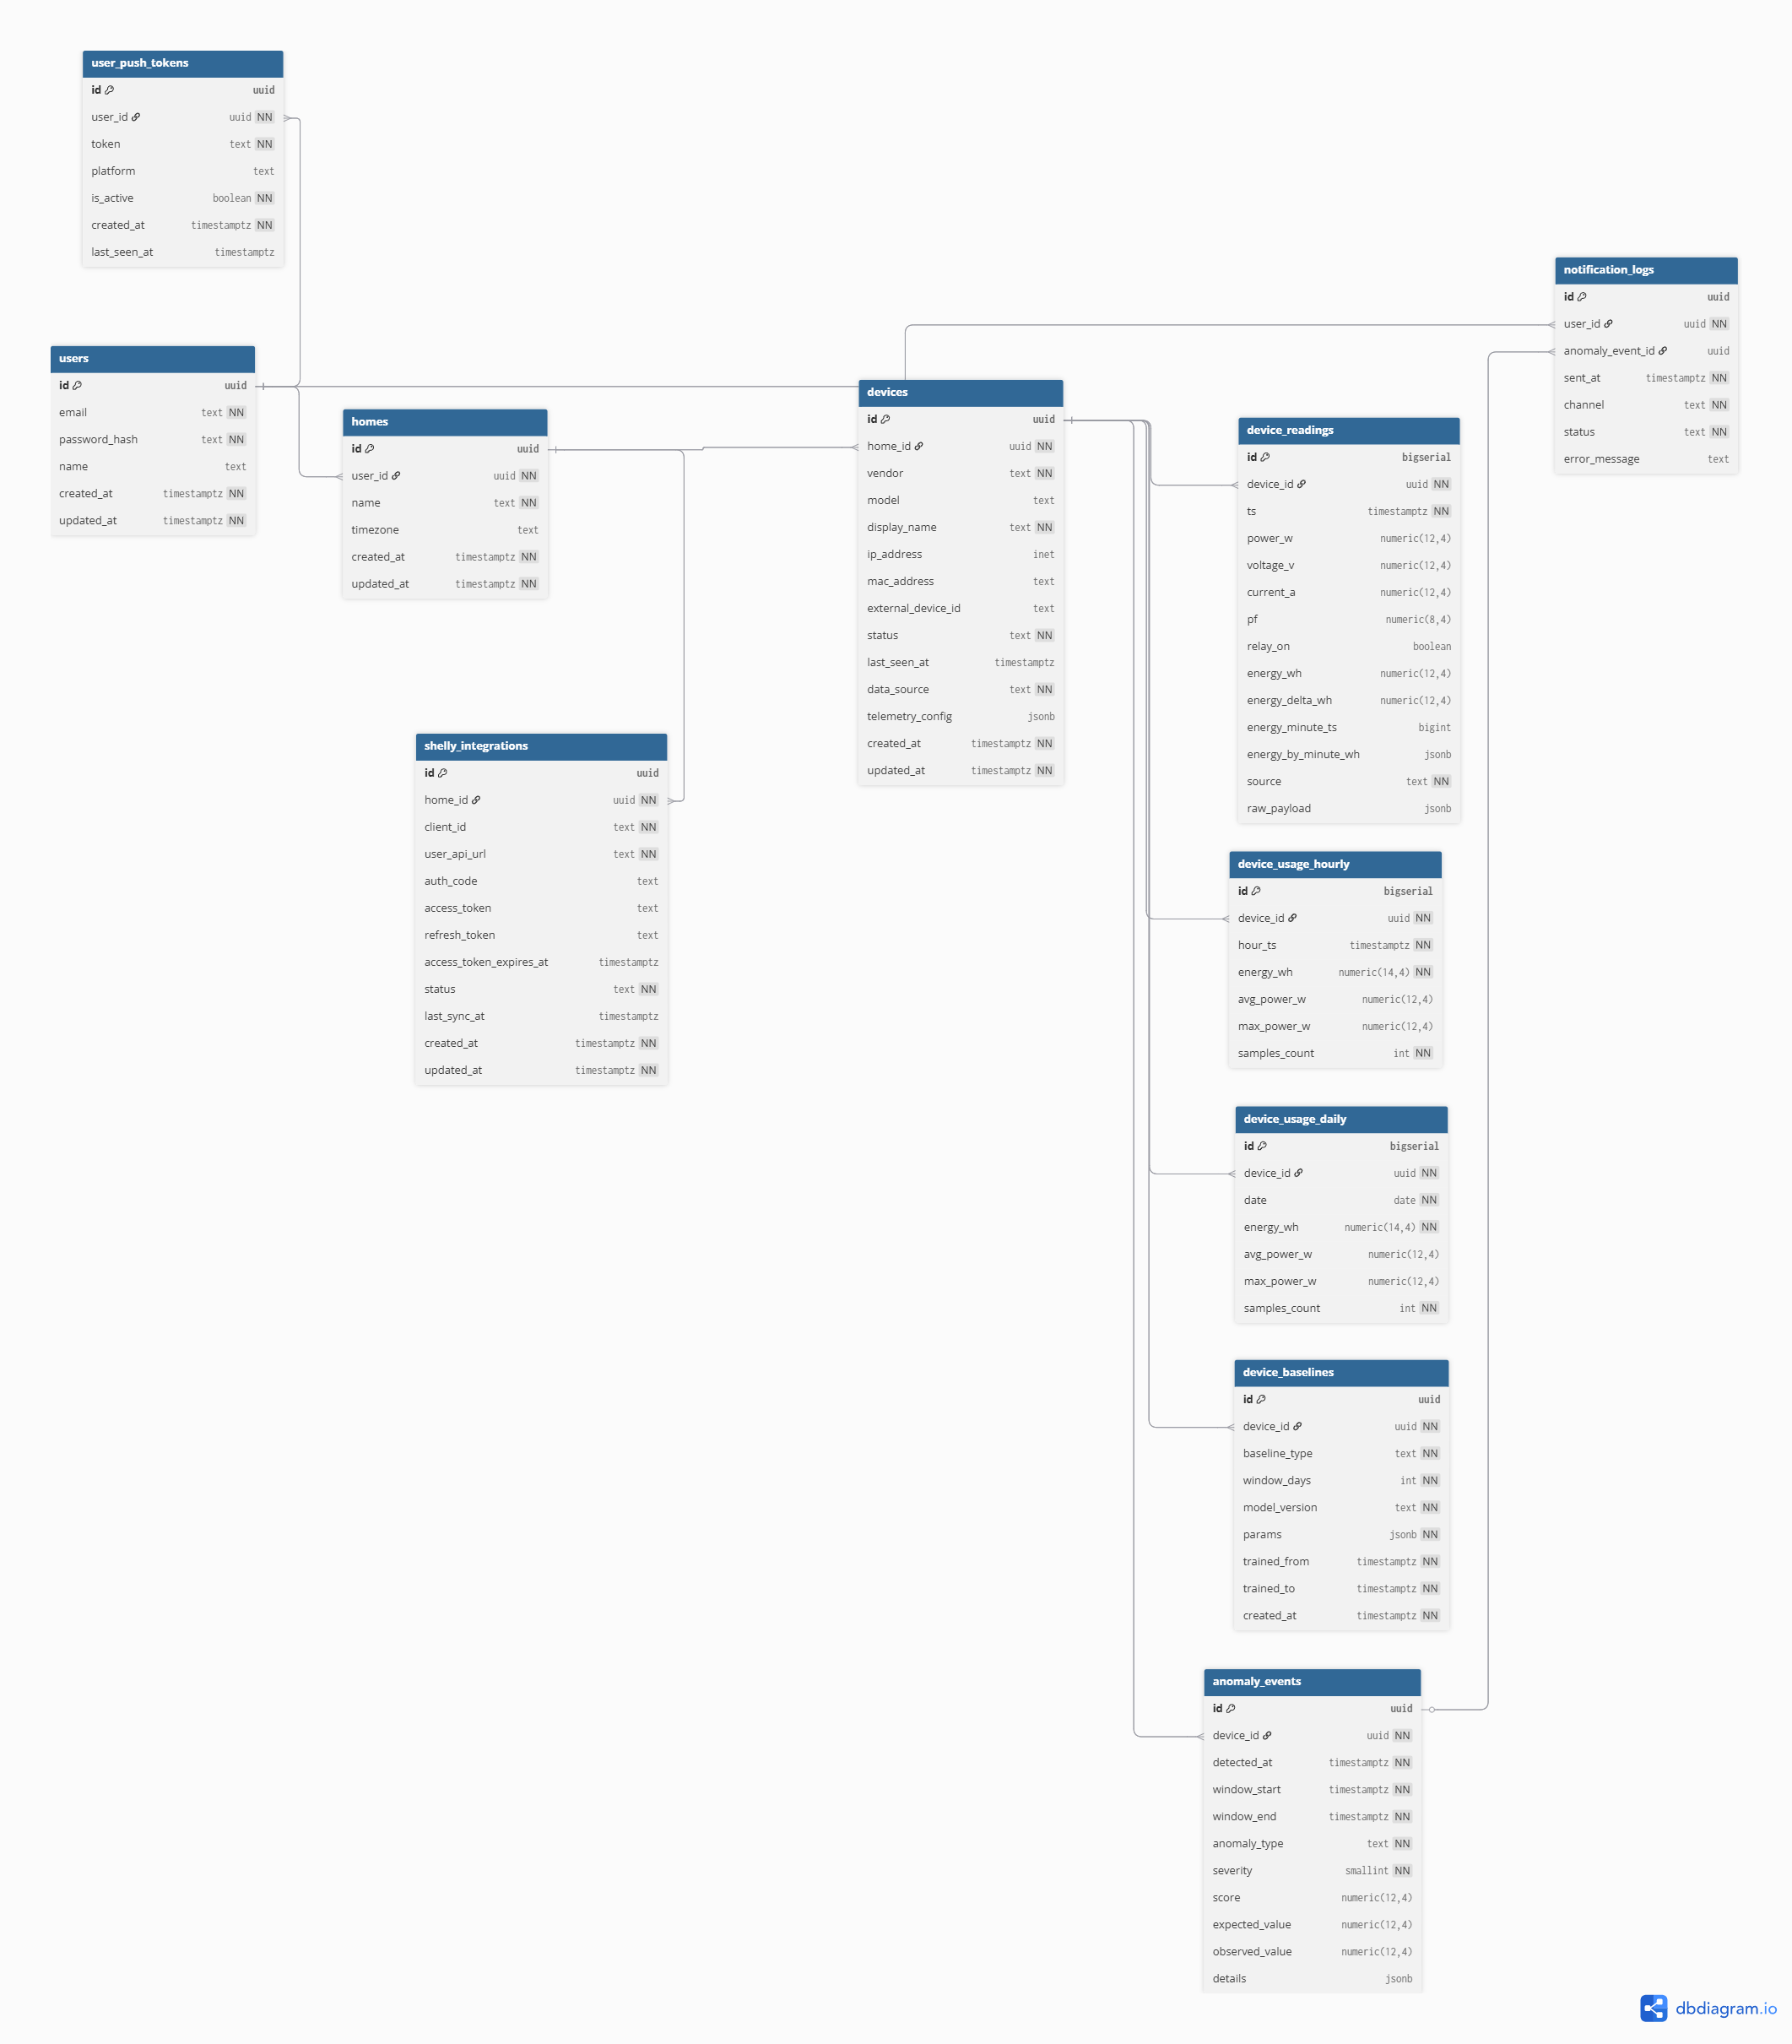 user_push_tokens
id uuid
user_id uuid NN
token text NN
platform text
is_active boolean NN
created_at timestamptz NN
last_seen_at timestamptz
users
id uuid
email text NN
password_hash text NN
name text
created_at timestamptz NN
updated_at timestamptz NN
homes
id uuid
user_id uuid NN
name text NN
timezone text
created_at timestamptz NN
updated_at timestamptz NN
shelly_integrations
id uuid
home_id uuid NN
client_id text NN
user_api_url text NN
auth_code text
access_token text
refresh_token text
access_token_expires_at timestamptz
status text NN
last_sync_at timestamptz
created_at timestamptz NN
updated_at timestamptz NN
devices
id uuid
home_id uuid NN
vendor text NN
model text
display_name text NN
ip_address inet
mac_address text
external_device_id text
status text NN
last_seen_at timestamptz
data_source text NN
telemetry_config jsonb
created_at timestamptz NN
updated_at timestamptz NN
notification_logs
id uuid
user_id uuid NN
anomaly_event_id uuid
sent_at timestamptz NN
channel text NN
status text NN
error_message text
device_readings
id bigserial
device_id uuid NN
ts timestamptz NN
power_w numeric(12,4)
voltage_v numeric(12,4)
current_a numeric(12,4)
pf numeric(8,4)
relay_on boolean
energy_wh numeric(12,4)
energy_delta_wh numeric(12,4)
energy_minute_ts bigint
energy_by_minute_wh jsonb
source text NN
raw_payload jsonb
device_usage_hourly
id bigserial
device_id uuid NN
hour_ts timestamptz NN
energy_wh numeric(14,4) NN
avg_power_w numeric(12,4)
max_power_w numeric(12,4)
samples_count int NN
device_usage_daily
id bigserial
device_id uuid NN
date date NN
energy_wh numeric(14,4) NN
avg_power_w numeric(12,4)
max_power_w numeric(12,4)
samples_count int NN
device_baselines
id uuid
device_id uuid NN
baseline_type text NN
window_days int NN
model_version text NN
params jsonb NN
trained_from timestamptz NN
trained_to timestamptz NN
created_at timestamptz NN
anomaly_events
id uuid
device_id uuid NN
detected_at timestamptz NN
window_start timestamptz NN
window_end timestamptz NN
anomaly_type text NN
severity smallint NN
score numeric(12,4)
expected_value numeric(12,4)
observed_value numeric(12,4)
details jsonb
dbdiagram.io